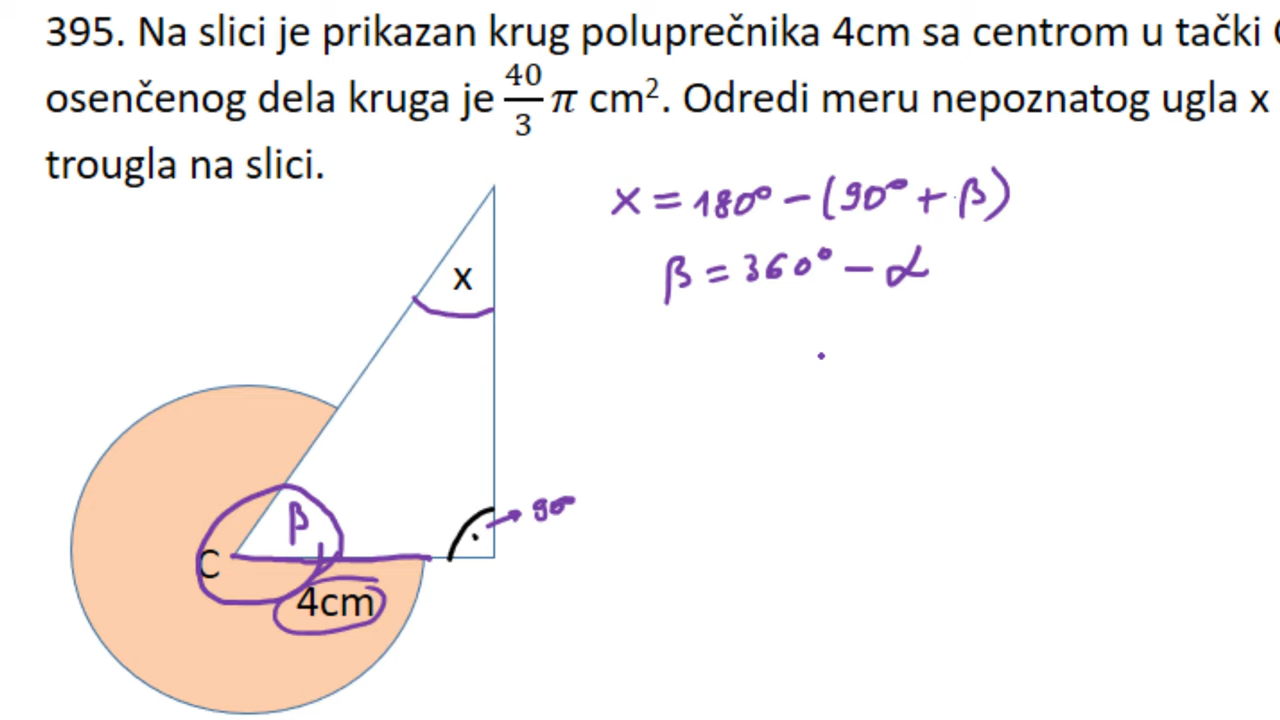 395. Na slici je prikazan krug poluprečnika 4cm sa centrom u tački C
osenčenog dela kruga je 40/3 π cm². Odredi meru nepoznatog ugla x
trougla na slici.
x = 180° - (90° + β)
β = 360° - α
x
β
90°
C
4cm